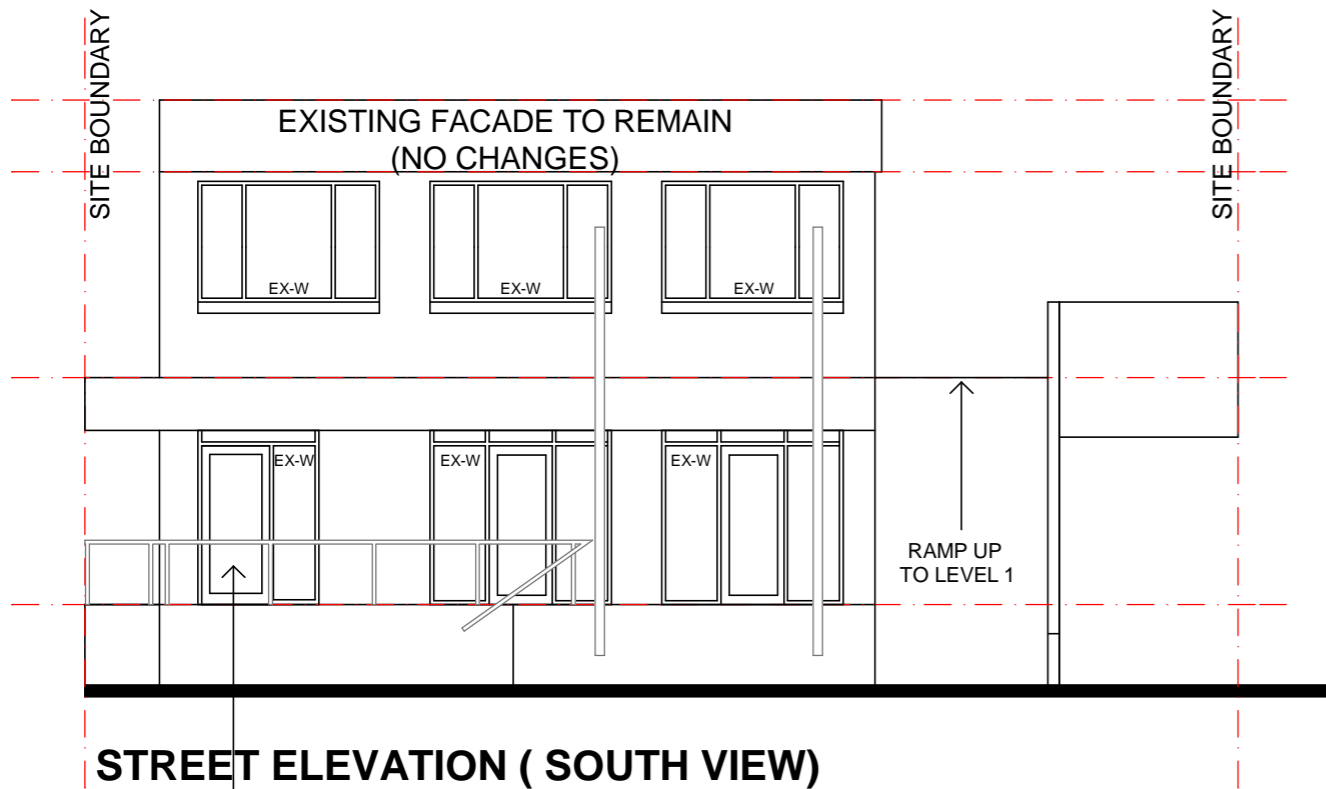 SITE BOUNDARY
EXISTING FACADE TO REMAIN
(NO CHANGES)
SITE BOUNDARY
EX-W
EX-W
EX-W
EX-W
EX-W
EX-W
RAMP UP
TO LEVEL 1
STREET ELEVATION ( SOUTH VIEW)